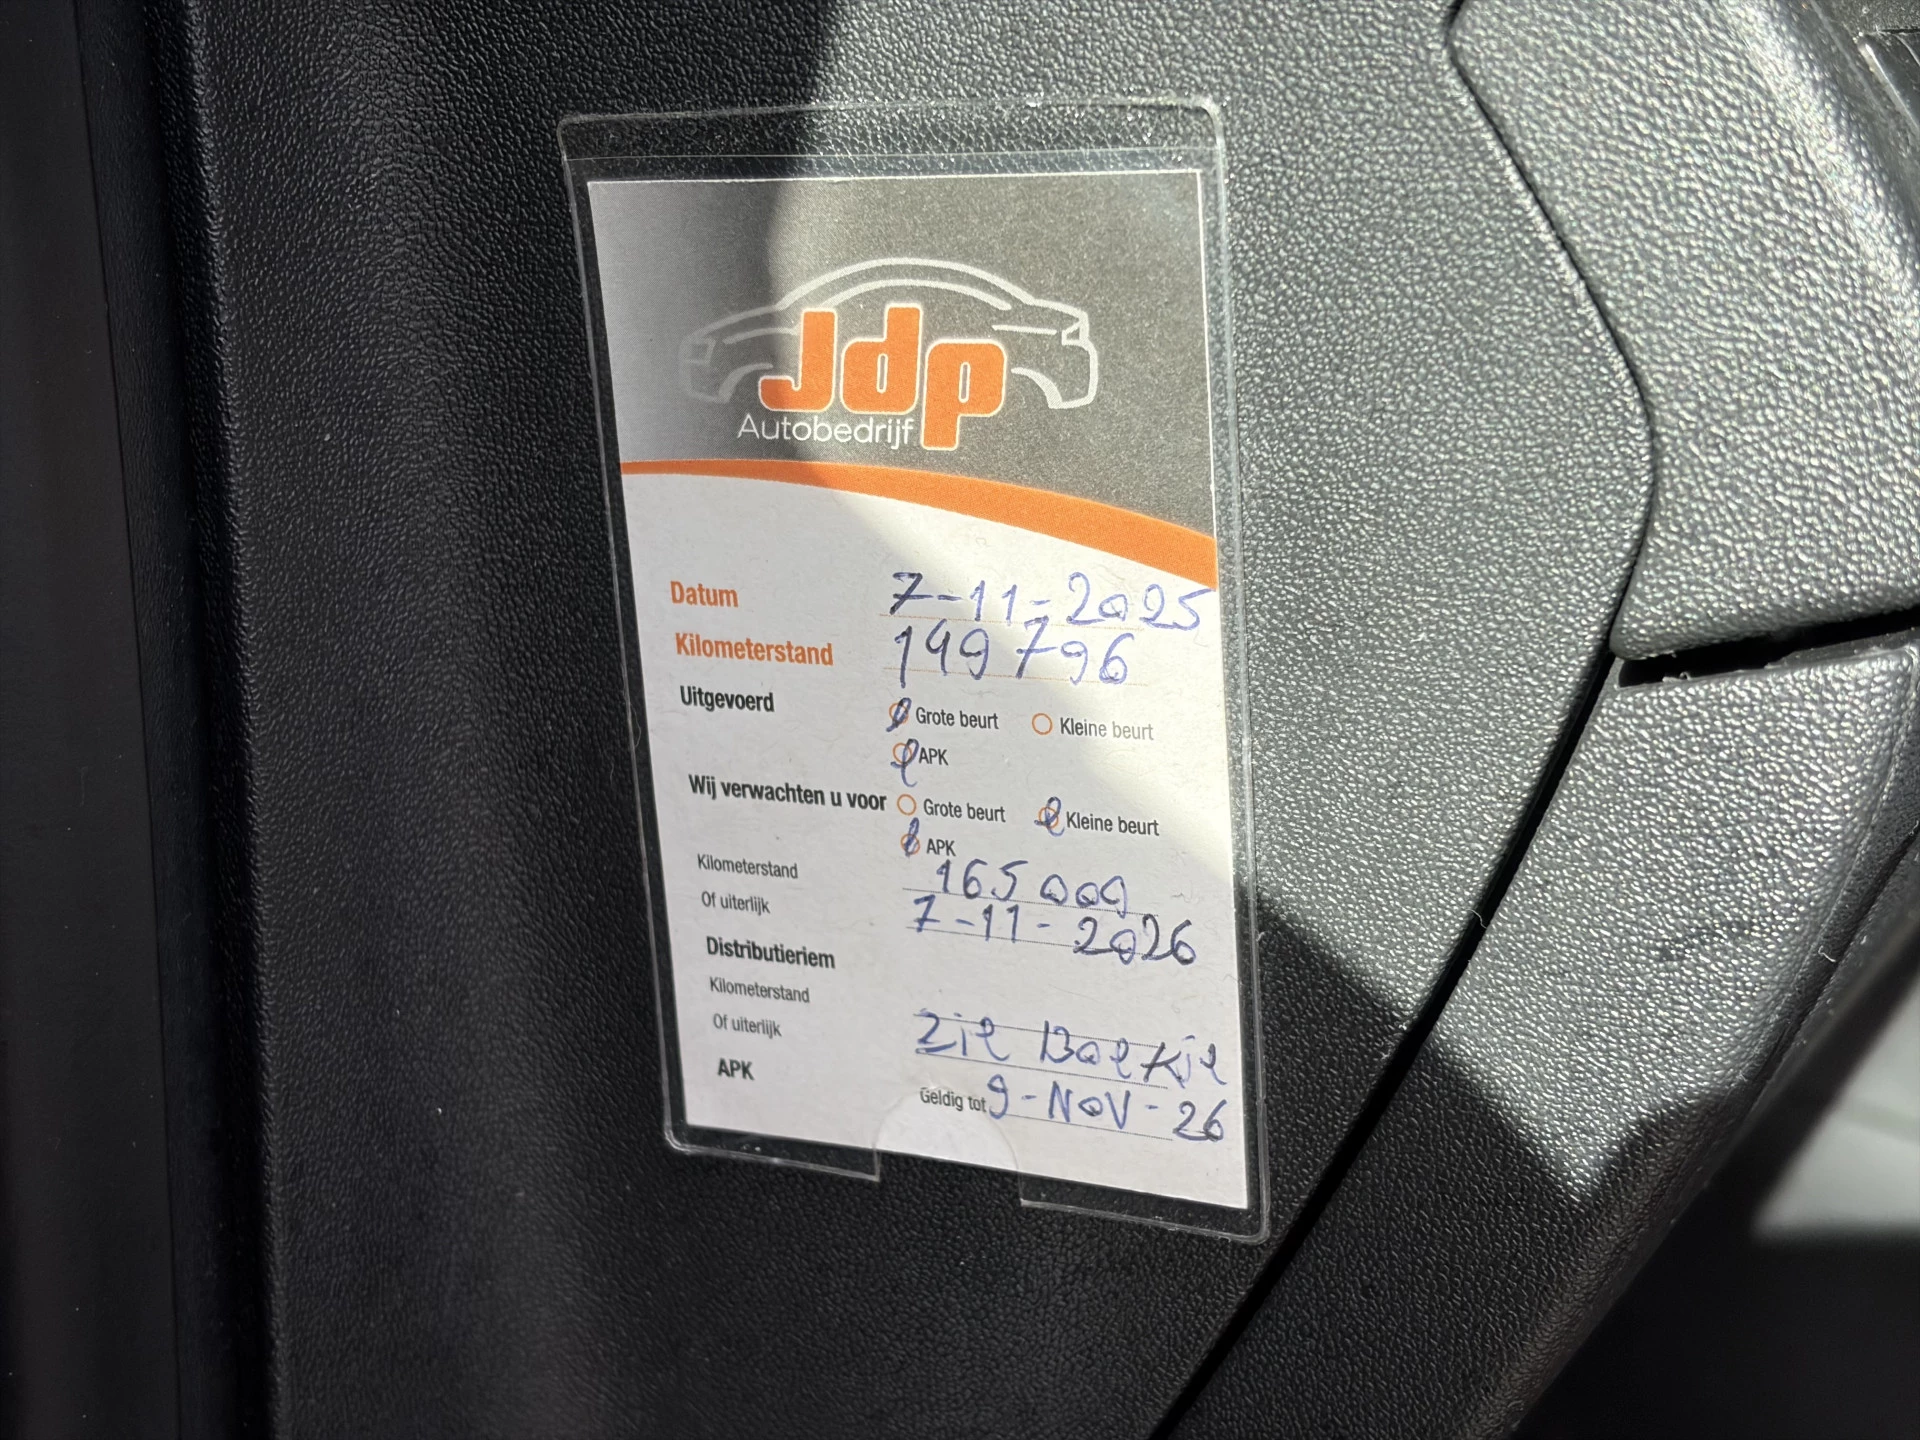 Jdp
Autobedrijf
Datum 7-11-2025
Kilometerstand 149796
Uitgevoerd Grote beurt Kleine beurt
APK
Wij verwachten u voor Grote beurt Kleine beurt
APK
Kilometerstand 165000
Of uiterlijk 7-11-2026
Distributieriem
Kilometerstand
Of uiterlijk zie Boekje
APK Geldig tot 9-NOV-26